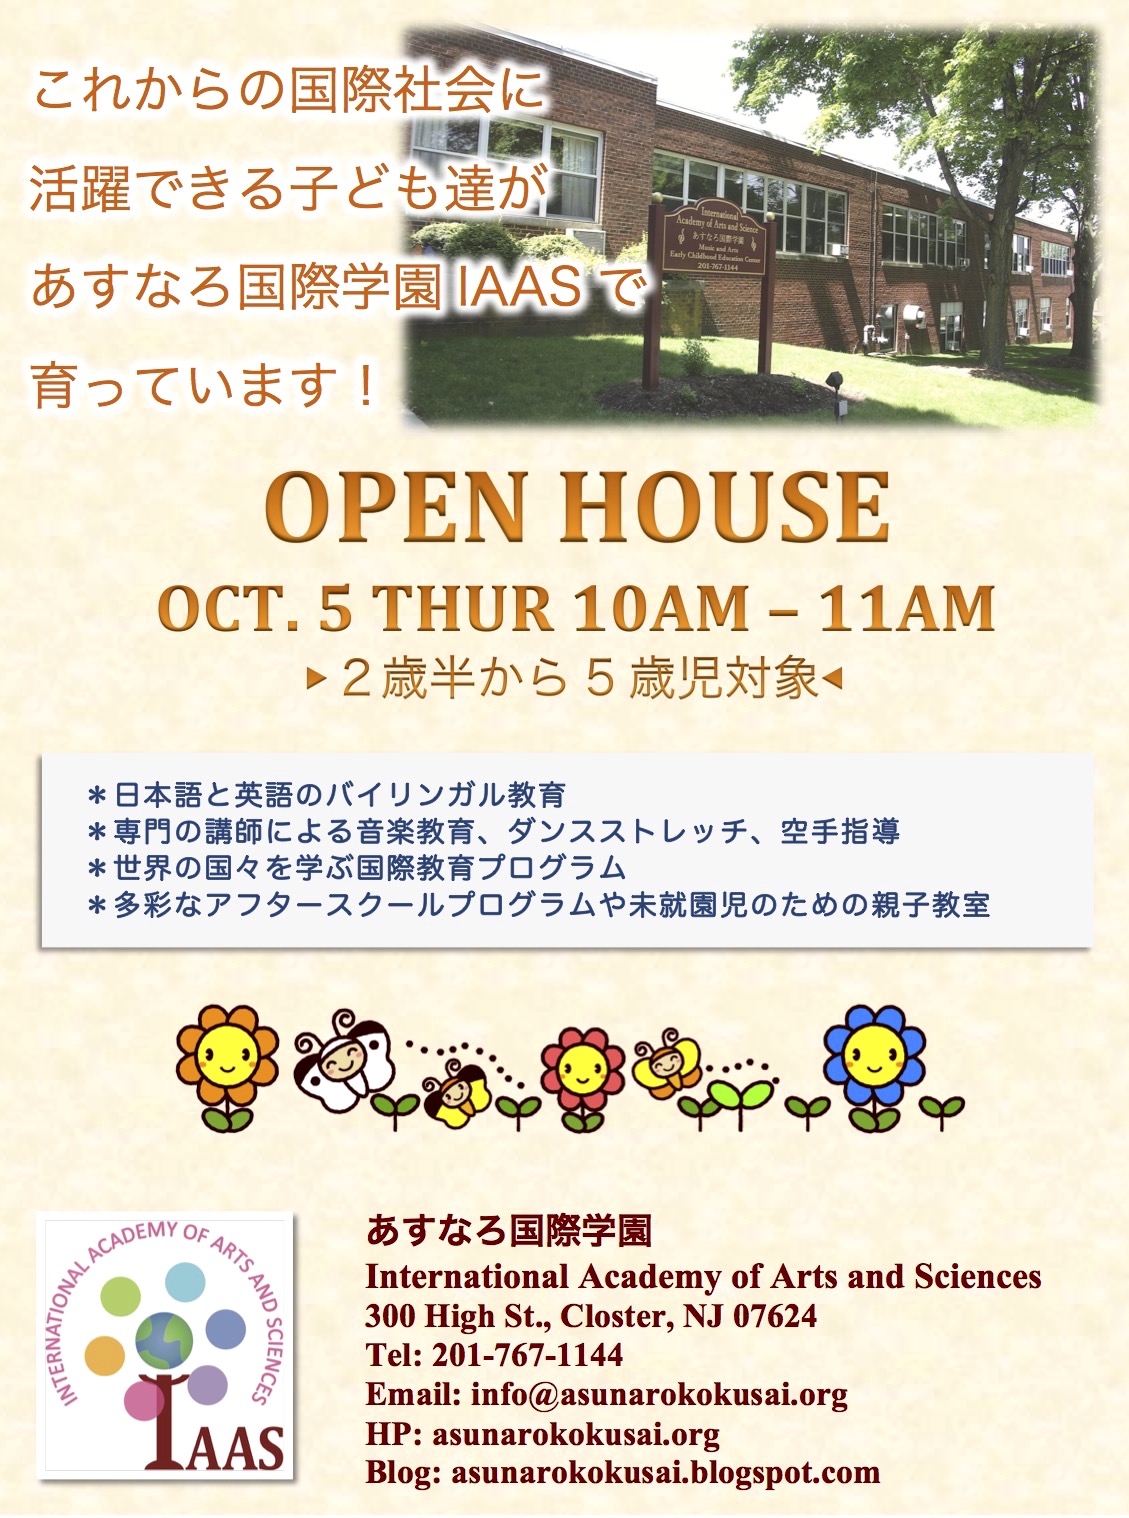 これからの国際社会に
活躍できる子ども達が
あすなろ国際学園 IAAS で
育っています！
International
Academy of Arts and Science
あすなろ国際学園
Music and Arts
Early Childhood Education Center
201-767-1144
OPEN HOUSE
OCT. 5 THUR 10AM – 11AM
▶２歳半から５歳児対象◀
＊日本語と英語のバイリンガル教育
＊専門の講師による音楽教育、ダンスストレッチ、空手指導
＊世界の国々を学ぶ国際教育プログラム
＊多彩なアフタースクールプログラムや未就園児のための親子教室
INTERNATIONAL ACADEMY OF ARTS AND SCIENCES
IAAS
あすなろ国際学園
International Academy of Arts and Sciences
300 High St., Closter, NJ 07624
Tel: 201-767-1144
Email: info@asunarokokusai.org
HP: asunarokokusai.org
Blog: asunarokokusai.blogspot.com